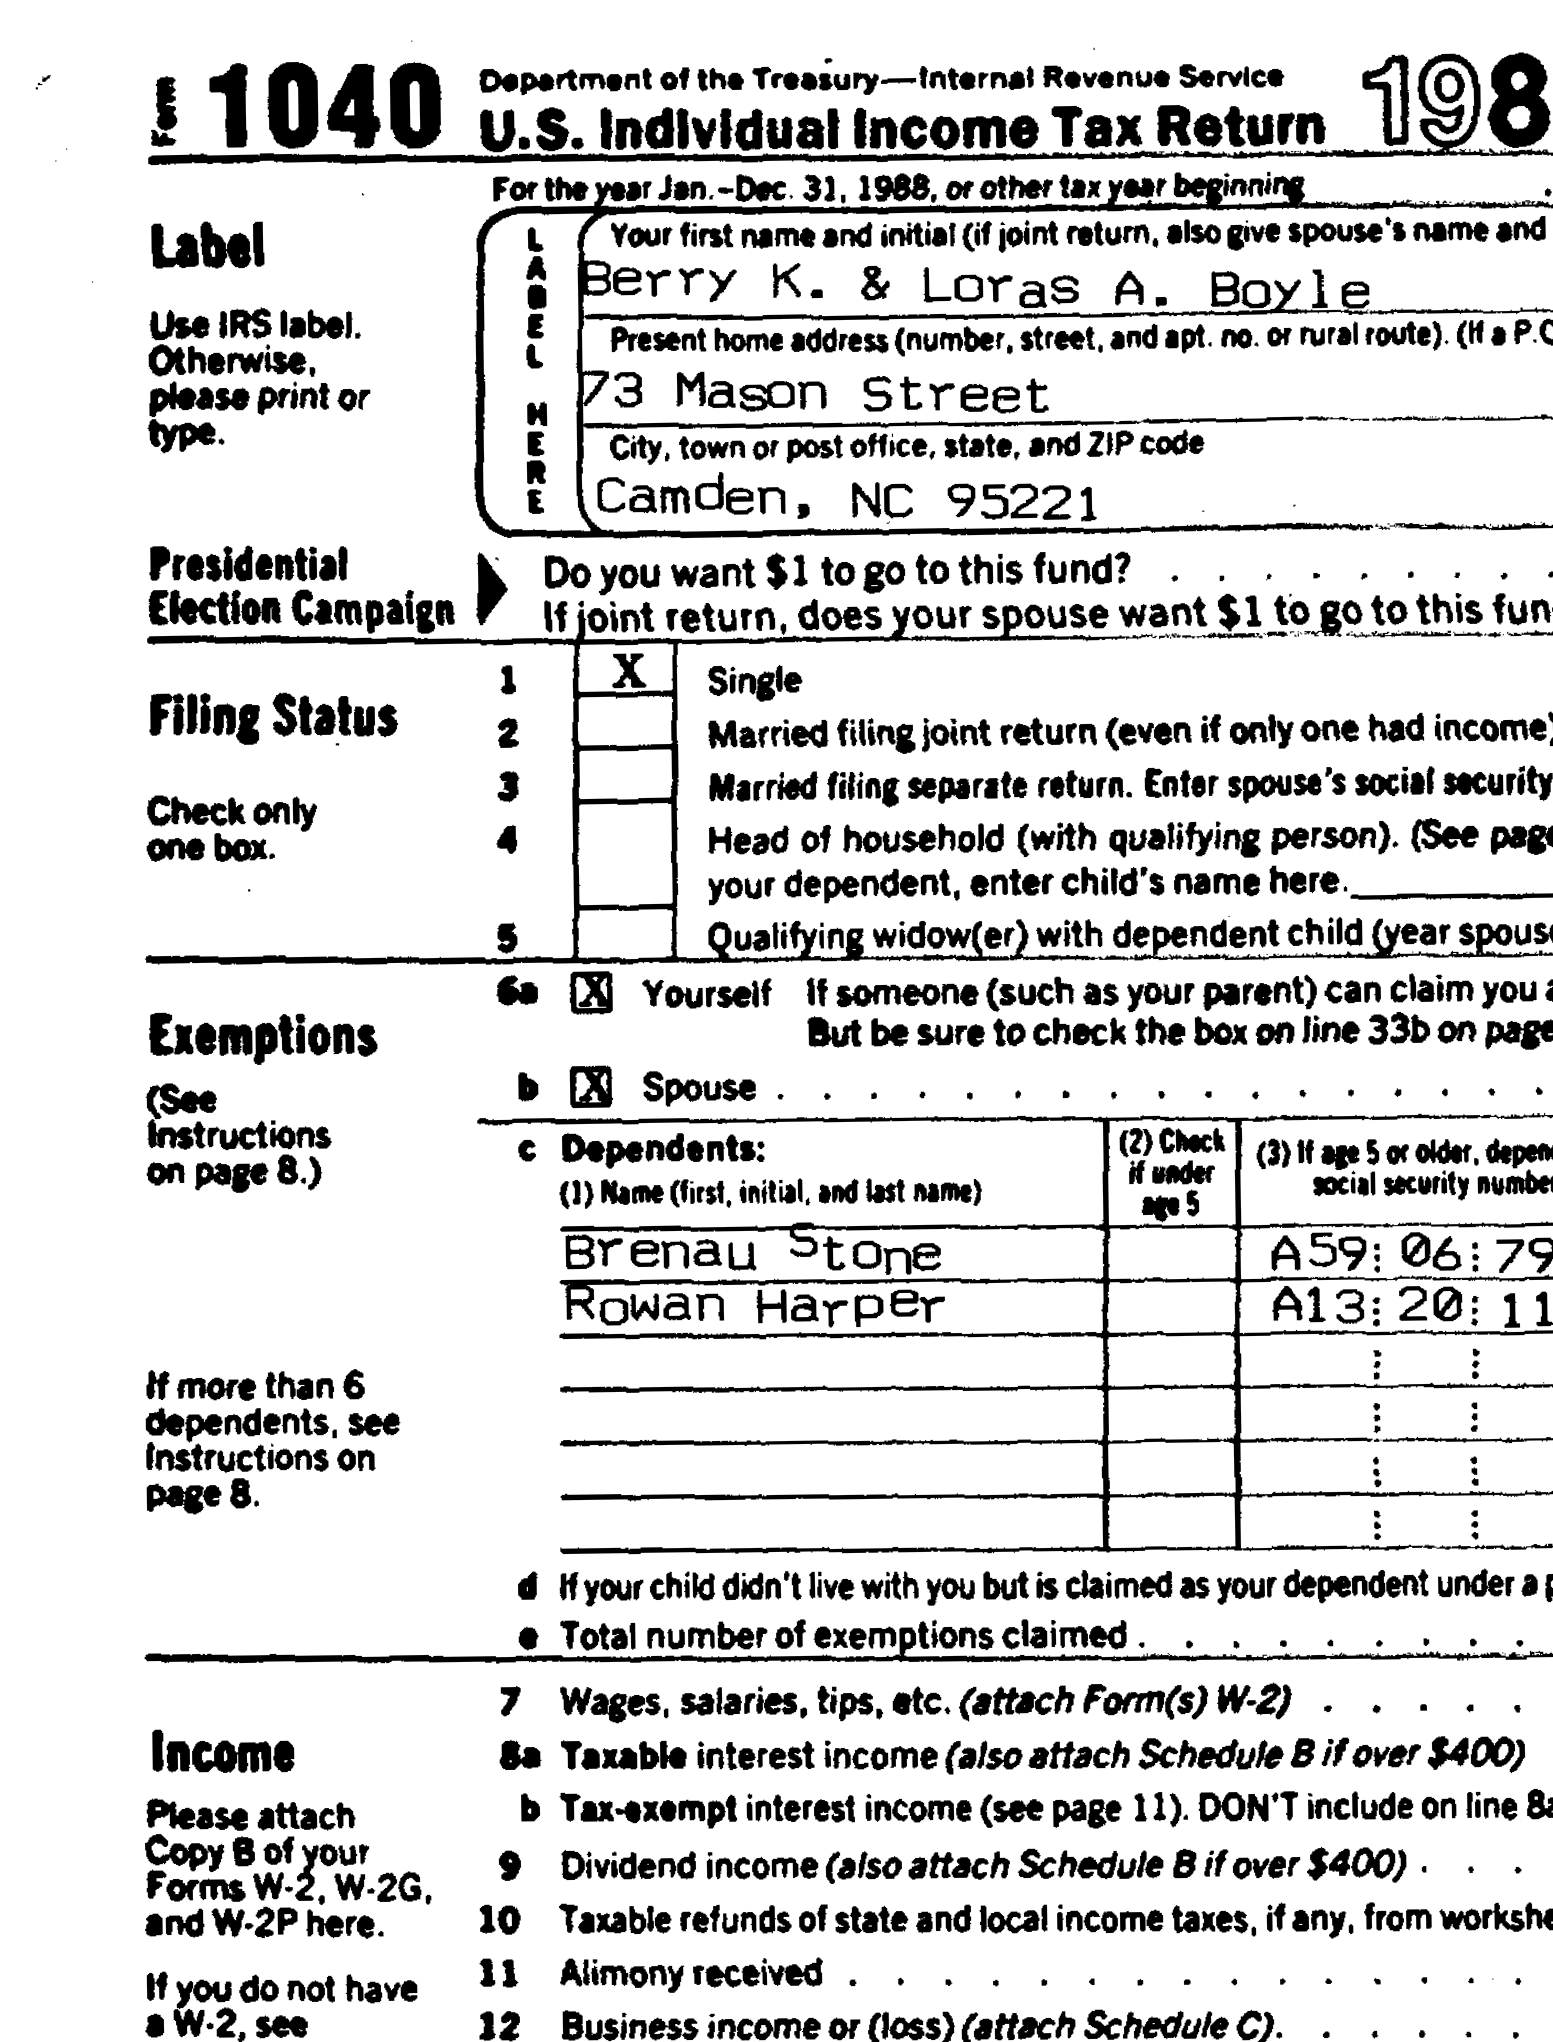 Form 1040 Department of the Treasury—Internal Revenue Service
U.S. Individual Income Tax Return 198
For the year Jan.–Dec. 31, 1988, or other tax year beginning
Label
Use IRS label.
Otherwise,
please print or
type.
LABEL HERE
Your first name and initial (if joint return, also give spouse's name and
Berry K. & Loras A. Boyle
Present home address (number, street, and apt. no. or rural route). (If a P.O
73 Mason Street
City, town or post office, state, and ZIP code
Camden, NC 95221
Presidential
Election Campaign
Do you want $1 to go to this fund? . . . . . . . .
If joint return, does your spouse want $1 to go to this fun
Filing Status
Check only
one box.
1 X Single
2 Married filing joint return (even if only one had income)
3 Married filing separate return. Enter spouse's social security
4 Head of household (with qualifying person). (See page
your dependent, enter child's name here.
5 Qualifying widow(er) with dependent child (year spouse
Exemptions
(See
Instructions
on page 8.)
6a X Yourself If someone (such as your parent) can claim you a
But be sure to check the box on line 33b on page
b X Spouse . . . . . . . . . . . . . . . . .
c Dependents:
(1) Name (first, initial, and last name)
(2) Check
if under
age 5
(3) If age 5 or older, depen
social security number
Brenau Stone A59 06 79
Rowan Harper A13 20 11
If more than 6
dependents, see
Instructions on
page 8.
d If your child didn't live with you but is claimed as your dependent under a p
e Total number of exemptions claimed . . . . . . . . .
Income
Please attach
Copy B of your
Forms W-2, W-2G,
and W-2P here.
If you do not have
a W-2, see
7 Wages, salaries, tips, etc. (attach Form(s) W-2) . . . . .
8a Taxable interest income (also attach Schedule B if over $400)
b Tax-exempt interest income (see page 11). DON'T include on line 8a
9 Dividend income (also attach Schedule B if over $400) . . .
10 Taxable refunds of state and local income taxes, if any, from workshe
11 Alimony received . . . . . . . . . . . . . . .
12 Business income or (loss) (attach Schedule C). . . . . .